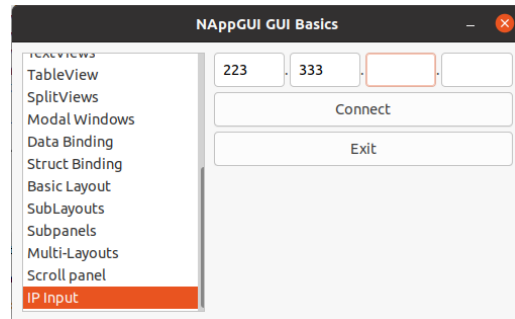 NAppGUI GUI Basics
TextViews
TableView
SplitViews
Modal Windows
Data Binding
Struct Binding
Basic Layout
SubLayouts
Subpanels
Multi-Layouts
Scroll panel
IP Input
223 . 333 . .
Connect
Exit